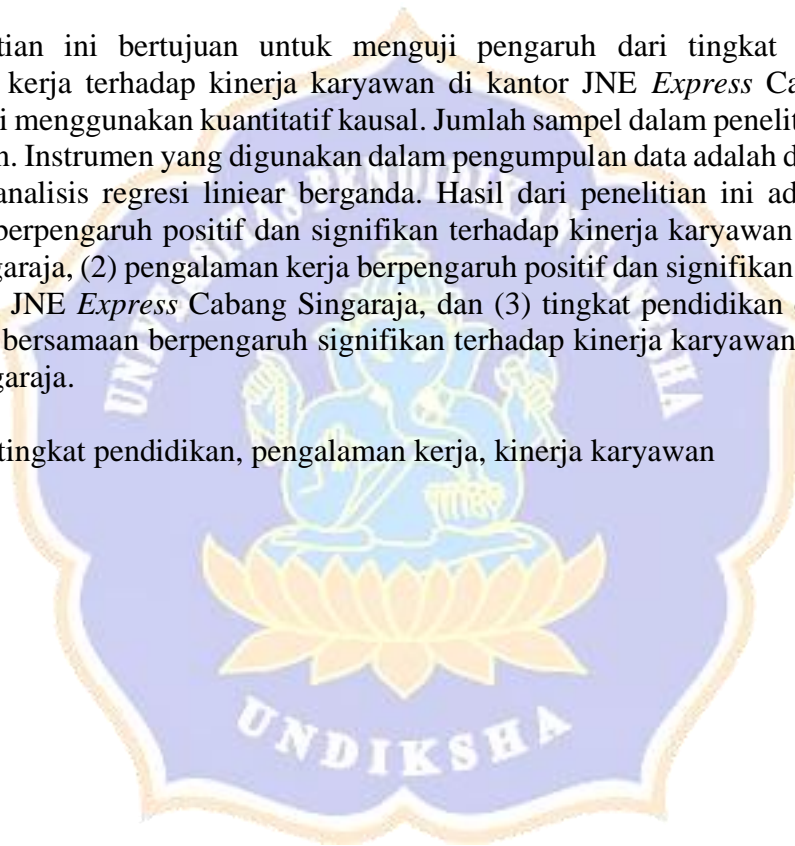 tian ini bertujuan untuk menguji pengaruh dari tingkat
kerja terhadap kinerja karyawan di kantor JNE Express Ca
i menggunakan kuantitatif kausal. Jumlah sampel dalam penelit
n. Instrumen yang digunakan dalam pengumpulan data adalah d
analisis regresi liniear berganda. Hasil dari penelitian ini ad
berpengaruh positif dan signifikan terhadap kinerja karyawan
garaja, (2) pengalaman kerja berpengaruh positif dan signifikan
JNE Express Cabang Singaraja, dan (3) tingkat pendidikan
bersamaan berpengaruh signifikan terhadap kinerja karyawan
garaja.
tingkat pendidikan, pengalaman kerja, kinerja karyawan
UNIVERSITAS PENDIDIKAN GANESHA
UNDIKSHA